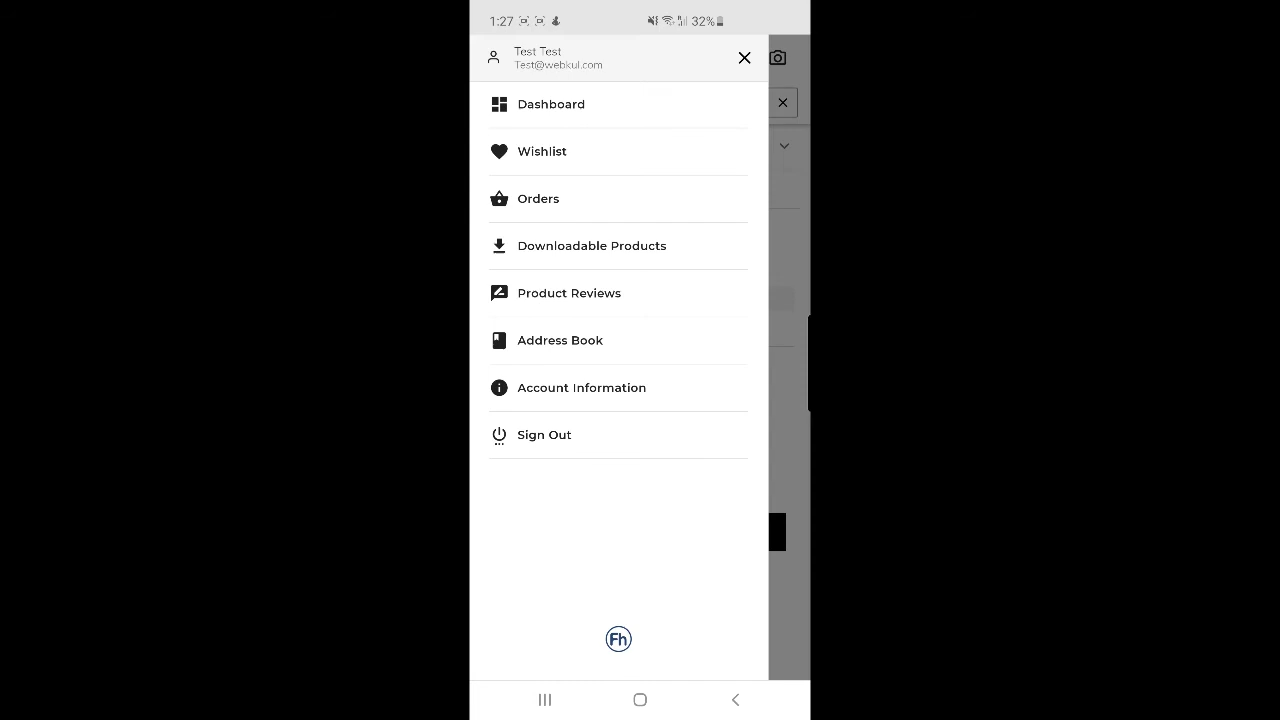 1:27
32%
Test Test
Test@webkul.com
Dashboard
Wishlist
Orders
Downloadable Products
Product Reviews
Address Book
Account Information
Sign Out
Fh